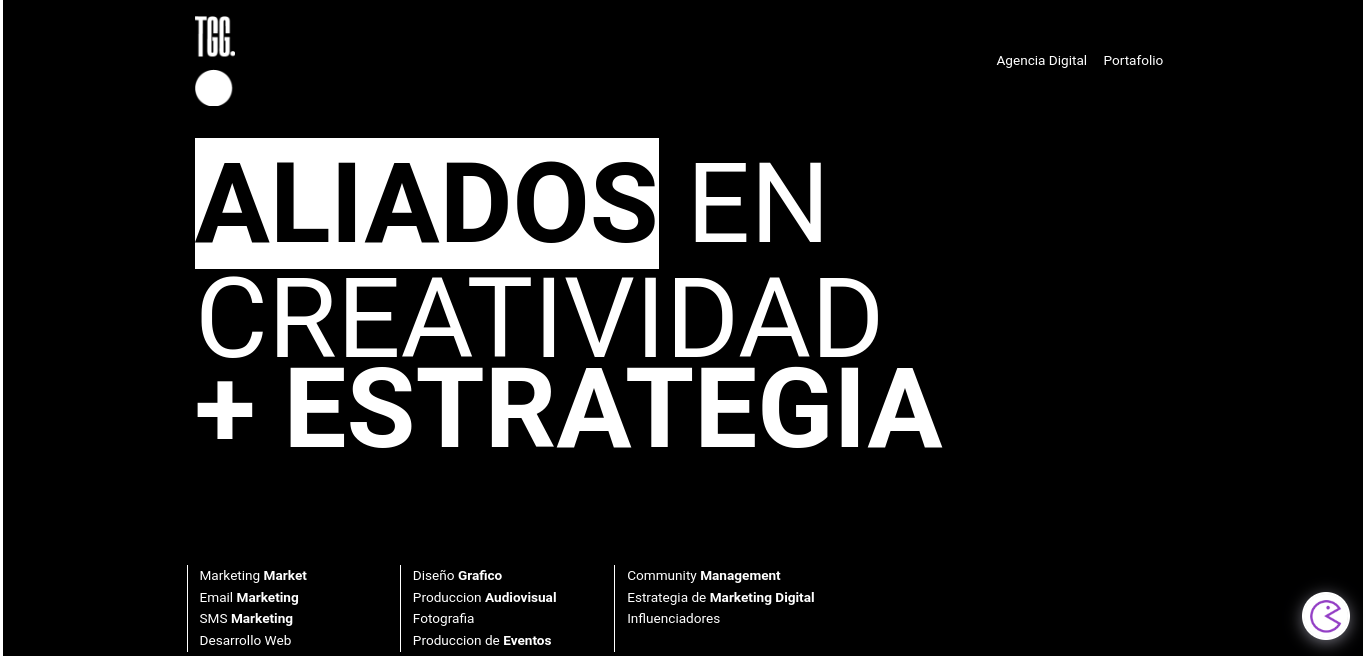 TGG.
Agencia Digital
Portafolio
ALIADOS EN
CREATIVIDAD
+ ESTRATEGIA
Marketing Market
Email Marketing
SMS Marketing
Desarrollo Web
Diseño Grafico
Produccion Audiovisual
Fotografia
Produccion de Eventos
Community Management
Estrategia de Marketing Digital
Influenciadores